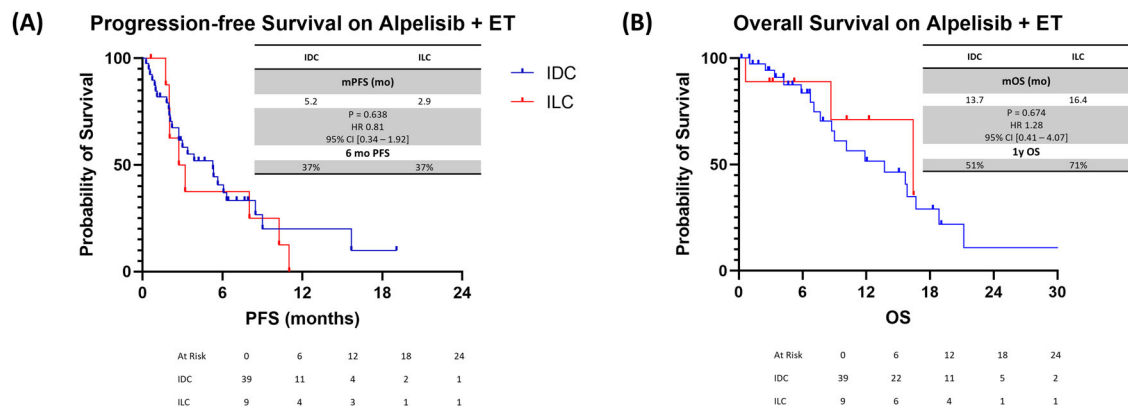 (A) Progression-free Survival on Alpelisib + ET
100
50
0
Probability of Survival
0 6 12 18 24
PFS (months)
IDC ILC
mPFS (mo)
5.2 2.9
P = 0.638
HR 0.81
95% CI [0.34 – 1.92]
6 mo PFS
37% 37%
IDC
ILC
At Risk 0 6 12 18 24
IDC 39 11 4 2 1
ILC 9 4 3 1 1
(B) Overall Survival on Alpelisib + ET
100
50
0
Probability of Survival
0 6 12 18 24 30
OS
IDC ILC
mOS (mo)
13.7 16.4
P = 0.674
HR 1.28
95% CI [0.41 – 4.07]
1y OS
51% 71%
At Risk 0 6 12 18 24
IDC 39 22 11 5 2
ILC 9 6 4 1 1